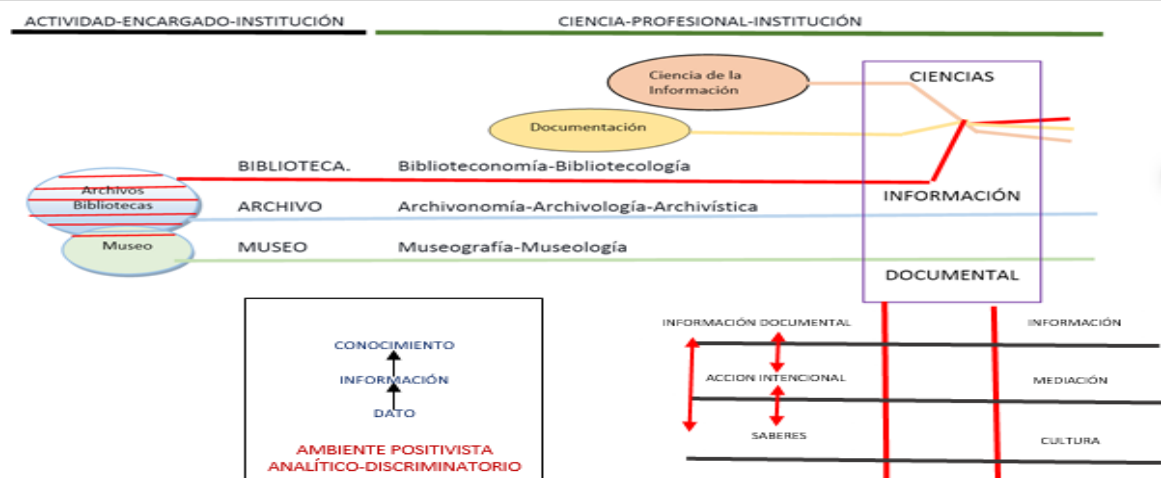 ACTIVIDAD-ENCARGADO-INSTITUCIÓN
CIENCIA-PROFESIONAL-INSTITUCIÓN
Ciencia de la
Información
CIENCIAS
Documentación
BIBLIOTECA.
Biblioteconomía-Bibliotecología
Archivos
Bibliotecas
INFORMACIÓN
ARCHIVO
Archivonomía-Archivología-Archivística
Museo
MUSEO
Museografía-Museología
DOCUMENTAL
CONOCIMIENTO
INFORMACIÓN
DATO
AMBIENTE POSITIVISTA
ANALÍTICO-DISCRIMINATORIO
INFORMACIÓN DOCUMENTAL
INFORMACIÓN
ACCION INTENCIONAL
MEDIACIÓN
SABERES
CULTURA